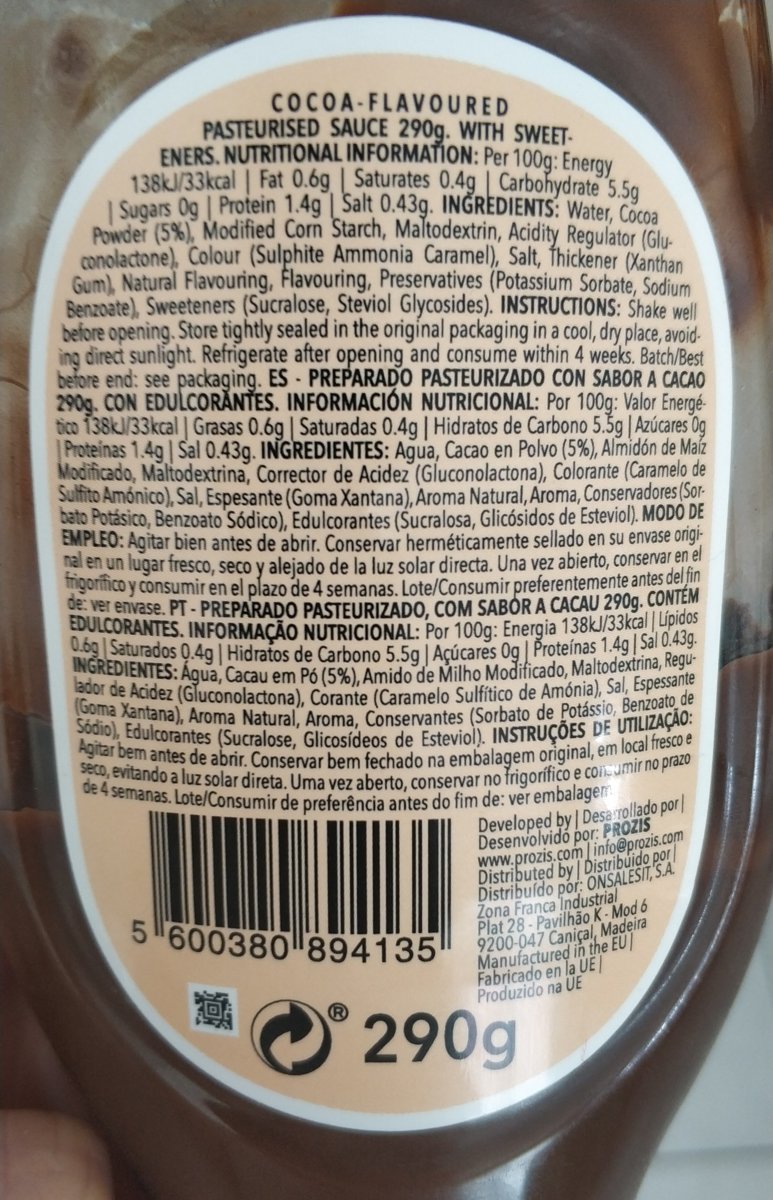 COCOA-FLAVOURED
PASTEURISED SAUCE 290g. WITH SWEET-
ENERS. NUTRITIONAL INFORMATION: Per 100g: Energy
138kJ/33kcal | Fat 0.6g | Saturates 0.4g | Carbohydrate 5.5g
| Sugars 0g | Protein 1.4g | Salt 0.43g. INGREDIENTS: Water, Cocoa
Powder (5%), Modified Corn Starch, Maltodextrin, Acidity Regulator (Glu-
conolactone), Colour (Sulphite Ammonia Caramel), Salt, Thickener (Xanthan
Gum), Natural Flavouring, Flavouring, Preservatives (Potassium Sorbate, Sodium
Benzoate), Sweeteners (Sucralose, Steviol Glycosides). INSTRUCTIONS: Shake well
before opening. Store tightly sealed in the original packaging in a cool, dry place, avoid-
ing direct sunlight. Refrigerate after opening and consume within 4 weeks. Batch/Best
before end: see packaging. ES - PREPARADO PASTEURIZADO CON SABOR A CACAO
290g. CON EDULCORANTES. INFORMACIÓN NUTRICIONAL: Por 100g: Valor Energé-
tico 138kJ/33kcal | Grasas 0.6g | Saturadas 0.4g | Hidratos de Carbono 5.5g | Azúcares 0g
| Proteínas 1.4g | Sal 0.43g. INGREDIENTES: Agua, Cacao en Polvo (5%), Almidón de Maíz
Modificado, Maltodextrina, Corrector de Acidez (Gluconolactona), Colorante (Caramelo de
Sulfito Amónico), Sal, Espesante (Goma Xantana), Aroma Natural, Aroma, Conservadores (Sor-
bato Potásico, Benzoato Sódico), Edulcorantes (Sucralosa, Glicósidos de Esteviol). MODO DE
EMPLEO: Agitar bien antes de abrir. Conservar herméticamente sellado en su envase origi-
nal en un lugar fresco, seco y alejado de la luz solar directa. Una vez abierto, conservar en el
frigorífico y consumir en el plazo de 4 semanas. Lote/Consumir preferentemente antes del fin
de: ver envase. PT - PREPARADO PASTEURIZADO, COM SABOR A CACAU 290g. CONTÉM
EDULCORANTES. INFORMAÇÃO NUTRICIONAL: Por 100g: Energia 138kJ/33kcal | Lípidos
0.6g | Saturados 0.4g | Hidratos de Carbono 5.5g | Açúcares 0g | Proteínas 1.4g | Sal 0.43g.
INGREDIENTES: Água, Cacau em Pó (5%), Amido de Milho Modificado, Maltodextrina, Regu-
lador de Acidez (Gluconolactona), Corante (Caramelo Sulfítico de Amónia), Sal, Espessante
(Goma Xantana), Aroma Natural, Aroma, Conservantes (Sorbato de Potássio, Benzoato de
Sódio), Edulcorantes (Sucralose, Glicosídeos de Esteviol). INSTRUÇÕES DE UTILIZAÇÃO:
Agitar bem antes de abrir. Conservar bem fechado na embalagem original, em local fresco e
seco, evitando a luz solar direta. Uma vez aberto, conservar no frigorífico e consumir no prazo
de 4 semanas. Lote/Consumir de preferência antes do fim de: ver embalagem.
Developed by | Desarrollado por |
Desenvolvido por: PROZIS
www.prozis.com | info@prozis.com
Distributed by | Distribuido por |
Distribuído por: ONSALESIT, S.A.
Zona Franca Industrial
Plat 28 - Pavilhão K - Mod 6
9200-047 Caniçal, Madeira
Manufactured in the EU |
Fabricado en la UE |
Produzido na UE
5 600380 894135
® 290g